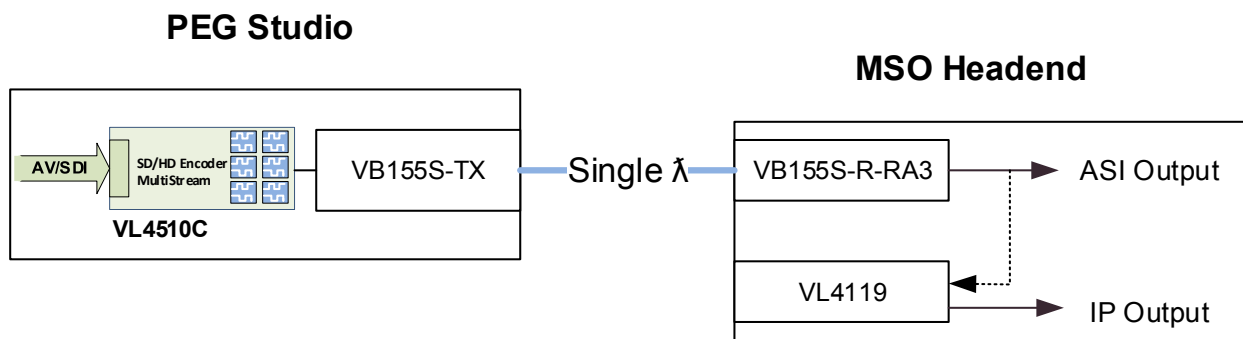 PEG Studio
MSO Headend
AV/SDI
SD/HD Encoder
MultiStream
VL4510C
VB155S-TX
Single ƛ
VB155S-R-RA3
ASI Output
VL4119
IP Output